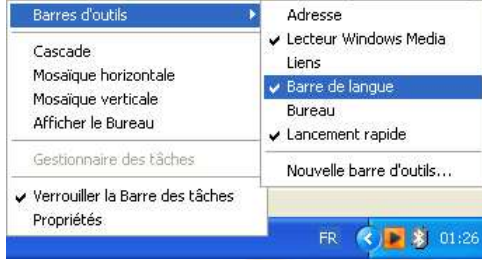 Barres d'outils
Cascade
Mosaïque horizontale
Mosaïque verticale
Afficher le Bureau
Gestionnaire des tâches
Verrouiller la Barre des tâches
Propriétés
Adresse
Lecteur Windows Media
Liens
Barre de langue
Bureau
Lancement rapide
Nouvelle barre d'outils...
FR 01:26